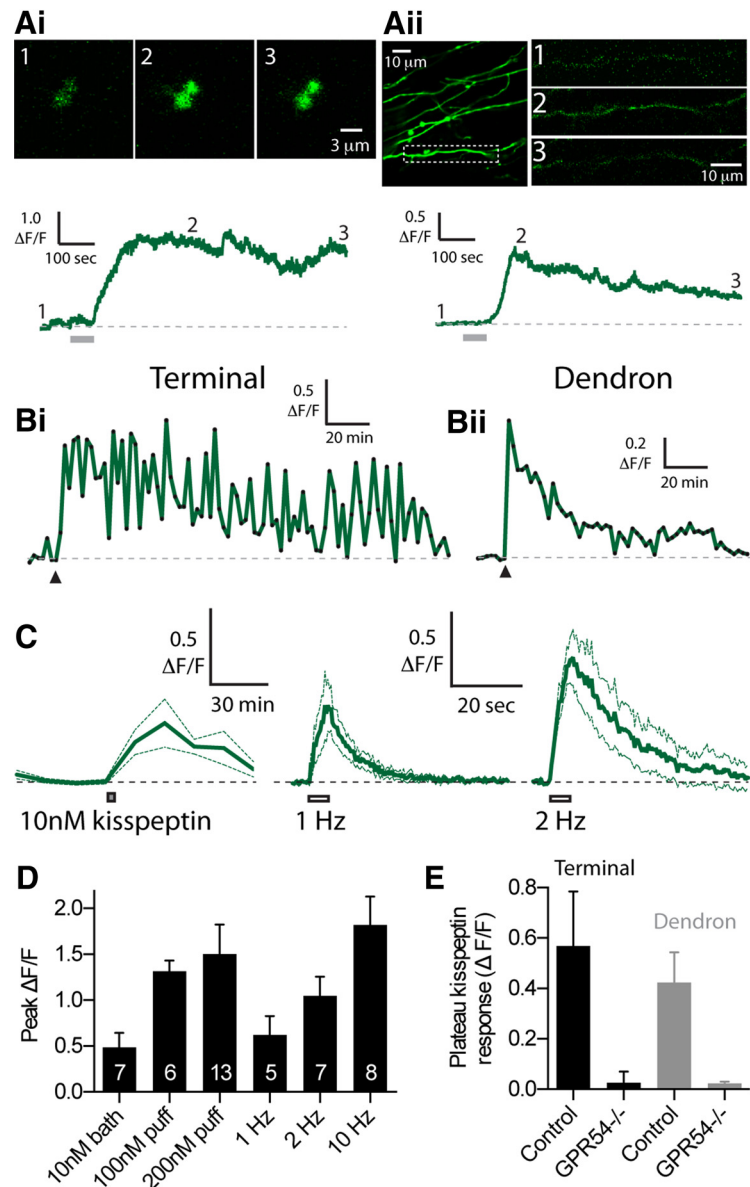 Ai
Aii
1
2
3
3 μm
10 μm
1
2
3
10 μm
1.0
ΔF/F
100 sec
1
2
3
0.5
ΔF/F
100 sec
1
2
3
Terminal
Dendron
Bi
0.5
ΔF/F
20 min
Bii
0.2
ΔF/F
20 min
C
0.5
ΔF/F
30 min
0.5
ΔF/F
20 sec
10nM kisspeptin
1 Hz
2 Hz
D
Peak ΔF/F
2.0
1.5
1.0
0.5
0.0
7
6
13
5
7
8
10nM bath
100nM puff
200nM puff
1 Hz
2 Hz
10 Hz
E
Terminal
Dendron
Plateau kisspeptin
response (Δ F/F)
0.8
0.6
0.4
0.2
0.0
Control
GPR54-/-
Control
GPR54-/-